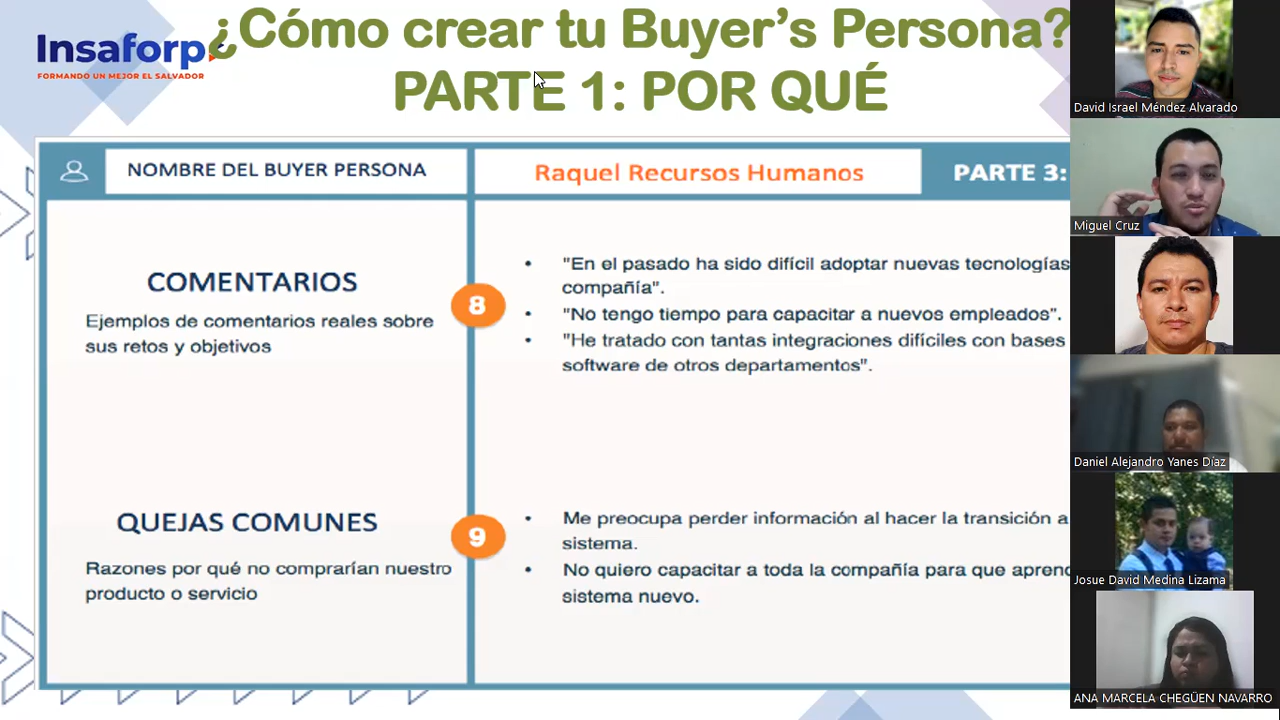 ¿Cómo crear tu Buyer's Persona?
PARTE 1: POR QUÉ
Insaforp
FORMANDO UN MEJOR EL SALVADOR
NOMBRE DEL BUYER PERSONA
Raquel Recursos Humanos
PARTE 3:
COMENTARIOS
Ejemplos de comentarios reales sobre
sus retos y objetivos
8
• "En el pasado ha sido difícil adoptar nuevas tecnologías
compañía".
• "No tengo tiempo para capacitar a nuevos empleados".
• "He tratado con tantas integraciones difíciles con bases
software de otros departamentos".
QUEJAS COMUNES
Razones por qué no comprarían nuestro
producto o servicio
9
• Me preocupa perder información al hacer la transición a
sistema.
• No quiero capacitar a toda la compañía para que
sistema nuevo.
David Israel Méndez Alvarado
Miguel Cruz
Daniel Alejandro Yanes Díaz
Josue David Medina Lizama
ANA MARCELA CHEGÜEN NAVARRO